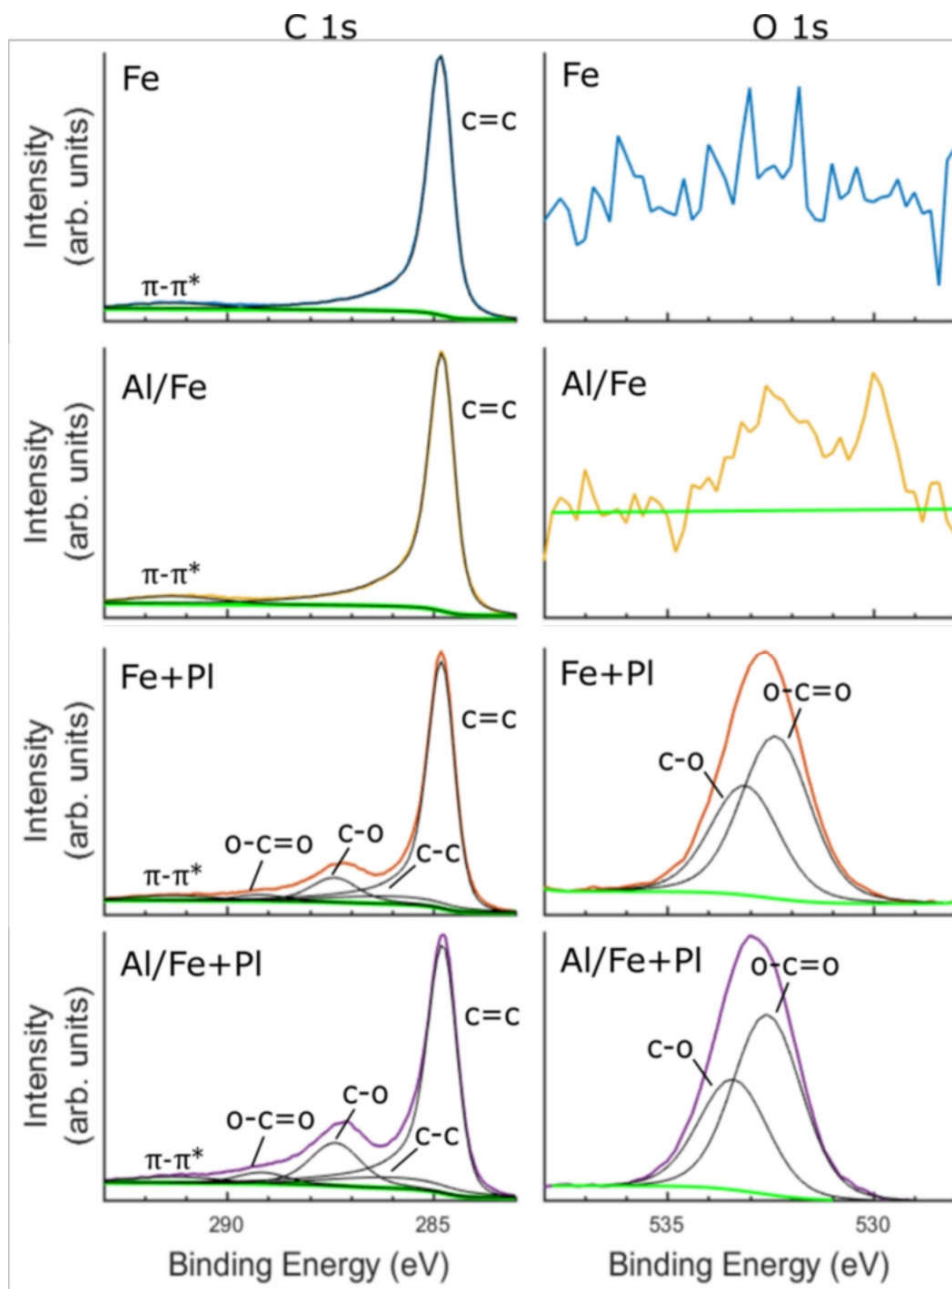 C 1s
O 1s
Fe
C=C
π-π*
Intensity
(arb. units)
Fe
Al/Fe
C=C
π-π*
Intensity
(arb. units)
Al/Fe
Fe+Pl
C=C
C-O
O-C=O
C-C
π-π*
Intensity
(arb. units)
Fe+Pl
O-C=O
C-O
Al/Fe+Pl
C=C
C-O
O-C=O
C-C
π-π*
Intensity
(arb. units)
290
285
Binding Energy (eV)
Al/Fe+Pl
O-C=O
C-O
535
530
Binding Energy (eV)